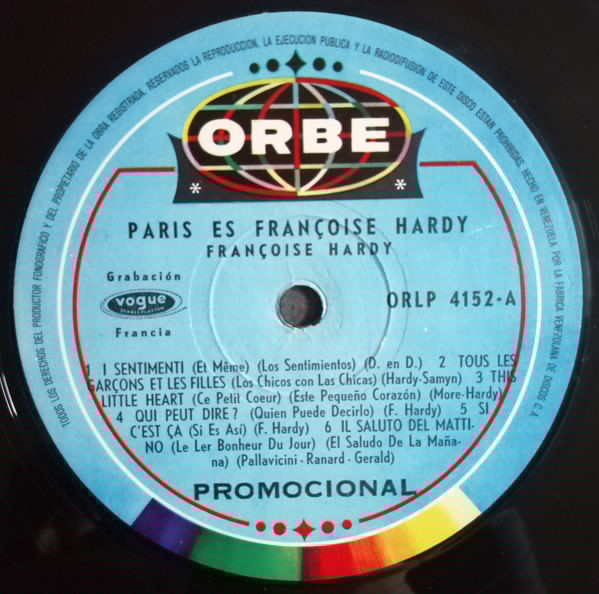 TODOS LOS DERECHOS DEL PRODUCTOR FONOGRAFICO Y DEL PROPIETARIO DE LA OBRA REGISTRADA. RESERVADOS LA REPRODUCCION, LA EJECUCION PUBLICA Y LA RADIODIFUSION DE ESTE DISCO ESTAN PROHIBIDAS, HECHO EN VENEZUELA POR LA FABRICA VENEZOLANA DE DISCOS C.A.
ORBE
* *
PARIS ES FRANÇOISE HARDY
FRANÇOISE HARDY
Grabación
vogue
Francia
ORLP 4152-A
1 I SENTIMENTI (Et Même) (Los Sentimientos) (D. en D.) 2 TOUS LES
GARÇONS ET LES FILLES (Los Chicos con Las Chicas) (Hardy-Samyn) 3 THIS
LITTLE HEART (Ce Petit Coeur) (Este Pequeño Corazón) (More-Hardy)
4 QUI PEUT DIRE? (Quien Puede Decirlo) (F. Hardy) 5 SI
C'EST ÇA (Si Es Así) (F. Hardy) 6 IL SALUTO DEL MATTI-
NO (Le Ler Bonheur Du Jour) (El Saludo De La Maña-
na) (Pallavicini - Ranard - Gerald)
PROMOCIONAL